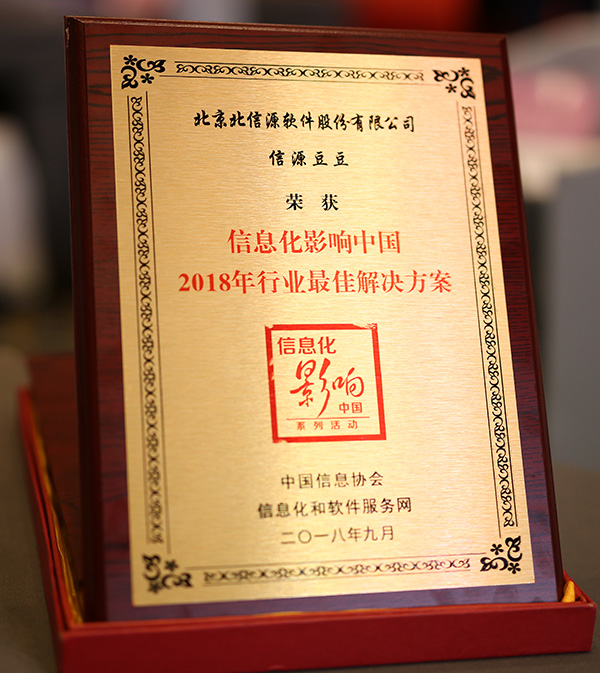 北京北信源软件股份有限公司
信源豆豆
荣获
信息化影响中国
2018年行业最佳解决方案
信息化
影响
中国
系列活动
中国信息协会
信息化和软件服务网
二〇一八年九月